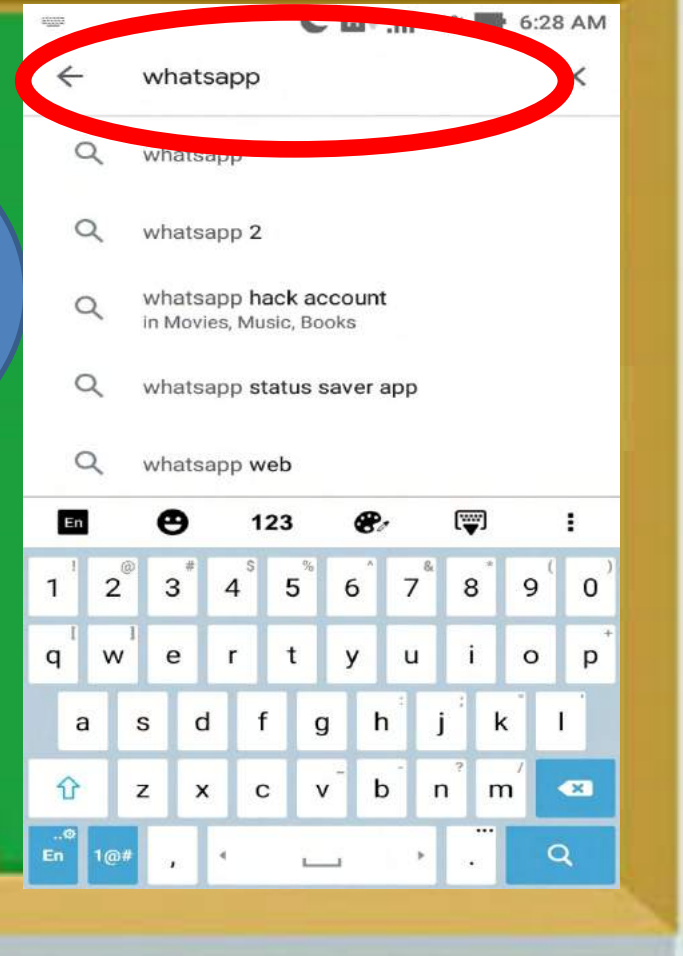 6:28 AM
whatsapp
whatsapp
whatsapp 2
whatsapp hack account
in Movies, Music, Books
whatsapp status saver app
whatsapp web
En 123
! @ # $ % ^ & * ( )
1 2 3 4 5 6 7 8 9 0
[ ] +
q w e r t y u i o p
: ; " '
a s d f g h j k l
_ - ? /
z x c v b n m
En 1@# , .